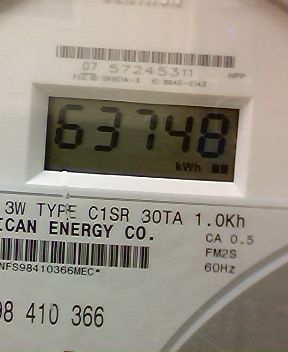 07 57245311
HPP
63748
kWh
3W TYPE C1SR 30TA 1.0Kh
ICAN ENERGY CO.
CA 0.5
FM2S
60Hz
NFS98410366MEC*
98 410 366